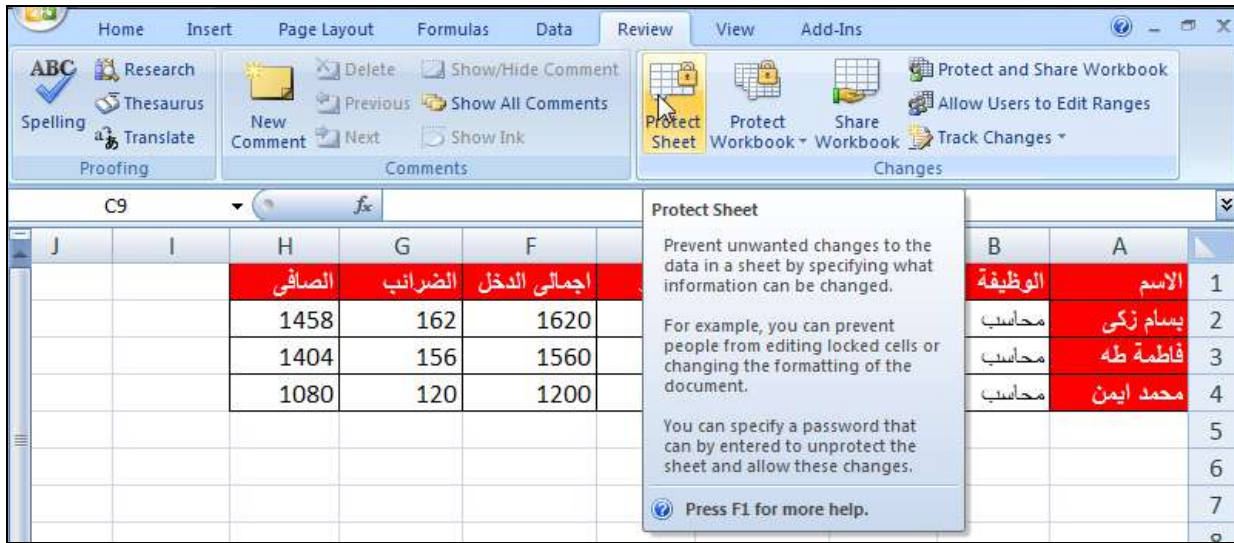 Home Insert Page Layout Formulas Data Review View Add-Ins
ABC Research Delete Show/Hide Comment Protect and Share Workbook
Thesaurus Previous Show All Comments Allow Users to Edit Ranges
Spelling Translate New Comment Next Show Ink Protect Sheet Protect Workbook Share Workbook Track Changes
Proofing Comments Changes
C9 fx
Protect Sheet
Prevent unwanted changes to the
data in a sheet by specifying what
information can be changed.
For example, you can prevent
people from editing locked cells or
changing the formatting of the
document.
You can specify a password that
can by entered to unprotect the
sheet and allow these changes.
Press F1 for more help.
A B F G H I J
1 الاسم الوظيفة اجمالى الدخل الضرائب الصافى
2 بسام زكى محاسب 1620 162 1458
3 فاطمة طه محاسب 1560 156 1404
4 محمد ايمن محاسب 1200 120 1080
5
6
7